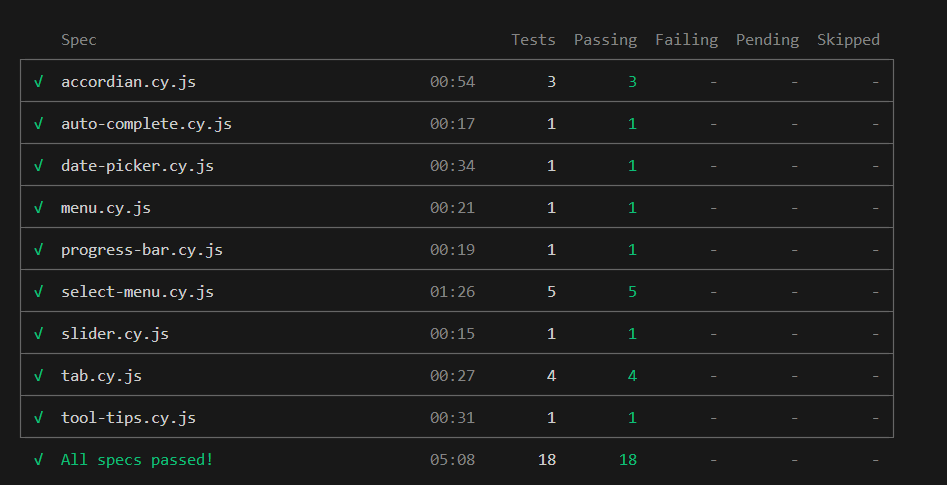 Spec Tests Passing Failing Pending Skipped
√ accordian.cy.js 00:54 3 3 - - -
√ auto-complete.cy.js 00:17 1 1 - - -
√ date-picker.cy.js 00:34 1 1 - - -
√ menu.cy.js 00:21 1 1 - - -
√ progress-bar.cy.js 00:19 1 1 - - -
√ select-menu.cy.js 01:26 5 5 - - -
√ slider.cy.js 00:15 1 1 - - -
√ tab.cy.js 00:27 4 4 - - -
√ tool-tips.cy.js 00:31 1 1 - - -
√ All specs passed! 05:08 18 18 - - -